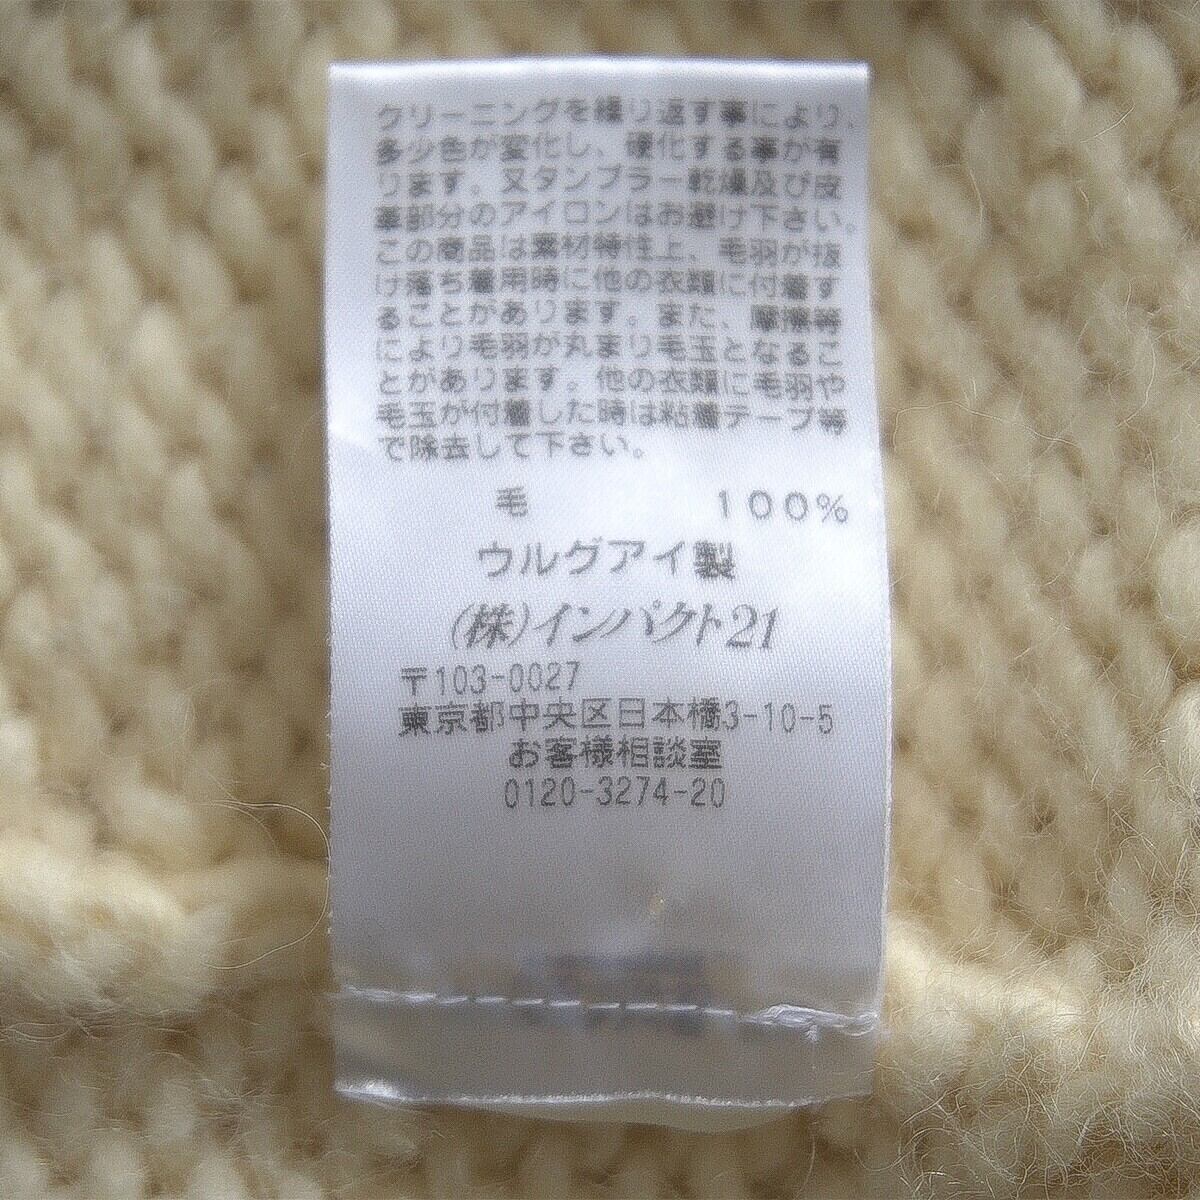 クリーニングを繰り返す事により、
多少色が変化し、硬化する事が有
ります。又タンブラー乾燥及び皮
革部分のアイロンはお避け下さい。
この商品は素材特性上、毛羽が抜
け落ち着用時に他の衣類に付着す
ることがあります。また、摩擦等
により毛羽が丸まり毛玉となるこ
とがあります。他の衣類に毛羽や
毛玉が付着した時は粘着テープ等
で除去して下さい。
毛 100%
ウルグアイ製
(株)インパクト21
〒103-0027
東京都中央区日本橋3-10-5
お客様相談室
0120-3274-20